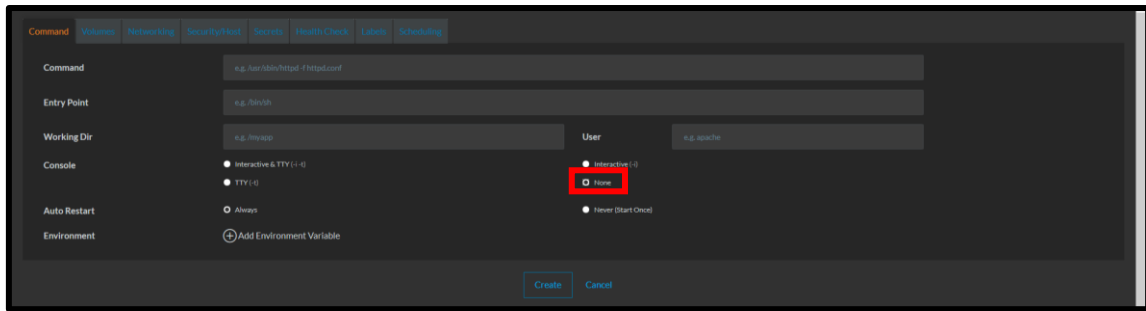 Command Volumes Networking Security/Host Secrets Health Check Labels Scheduling
Command e.g. /usr/sbin/httpd -f httpd.conf
Entry Point e.g. /bin/sh
Working Dir e.g. /myapp User e.g. apache
Console Interactive & TTY (-i -t) Interactive (-i)
TTY (-t) None
Auto Restart Always Never (Start Once)
Environment Add Environment Variable
Create Cancel